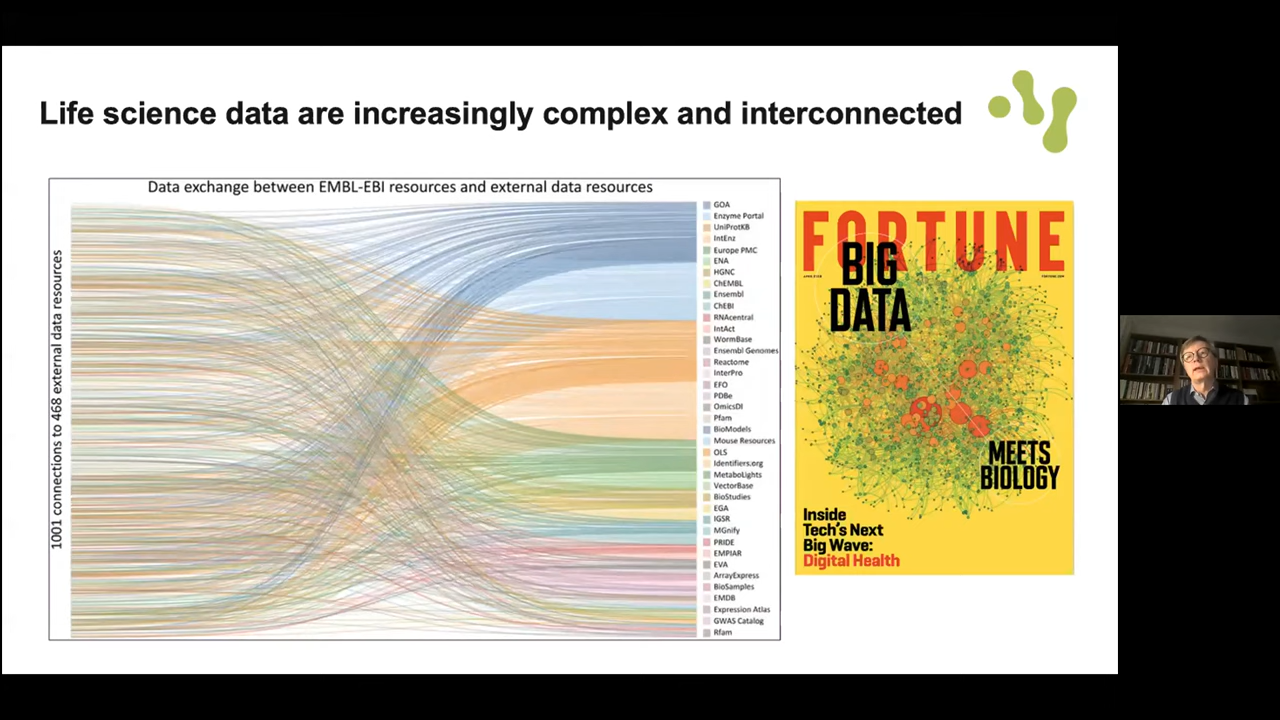 Life science data are increasingly complex and interconnected
Data exchange between EMBL-EBI resources and external data resources
1001 connections to 468 external data resources
GOA
Enzyme Portal
UniProtKB
IntEnz
Europe PMC
ENA
HGNC
ChEMBL
Ensembl
ChEBI
RNAcentral
IntAct
WormBase
Ensembl Genomes
Reactome
InterPro
EFO
PDBe
OmicsDI
Pfam
BioModels
Mouse Resources
OLS
Identifiers.org
MetaboLights
VectorBase
BioStudies
EGA
IGSR
MGnify
PRIDE
EMPIAR
EVA
ArrayExpress
BioSamples
EMDB
Expression Atlas
GWAS Catalog
Rfam
FORTUNE
BIG
DATA
MEETS
BIOLOGY
Inside
Tech's Next
Big Wave:
Digital Health